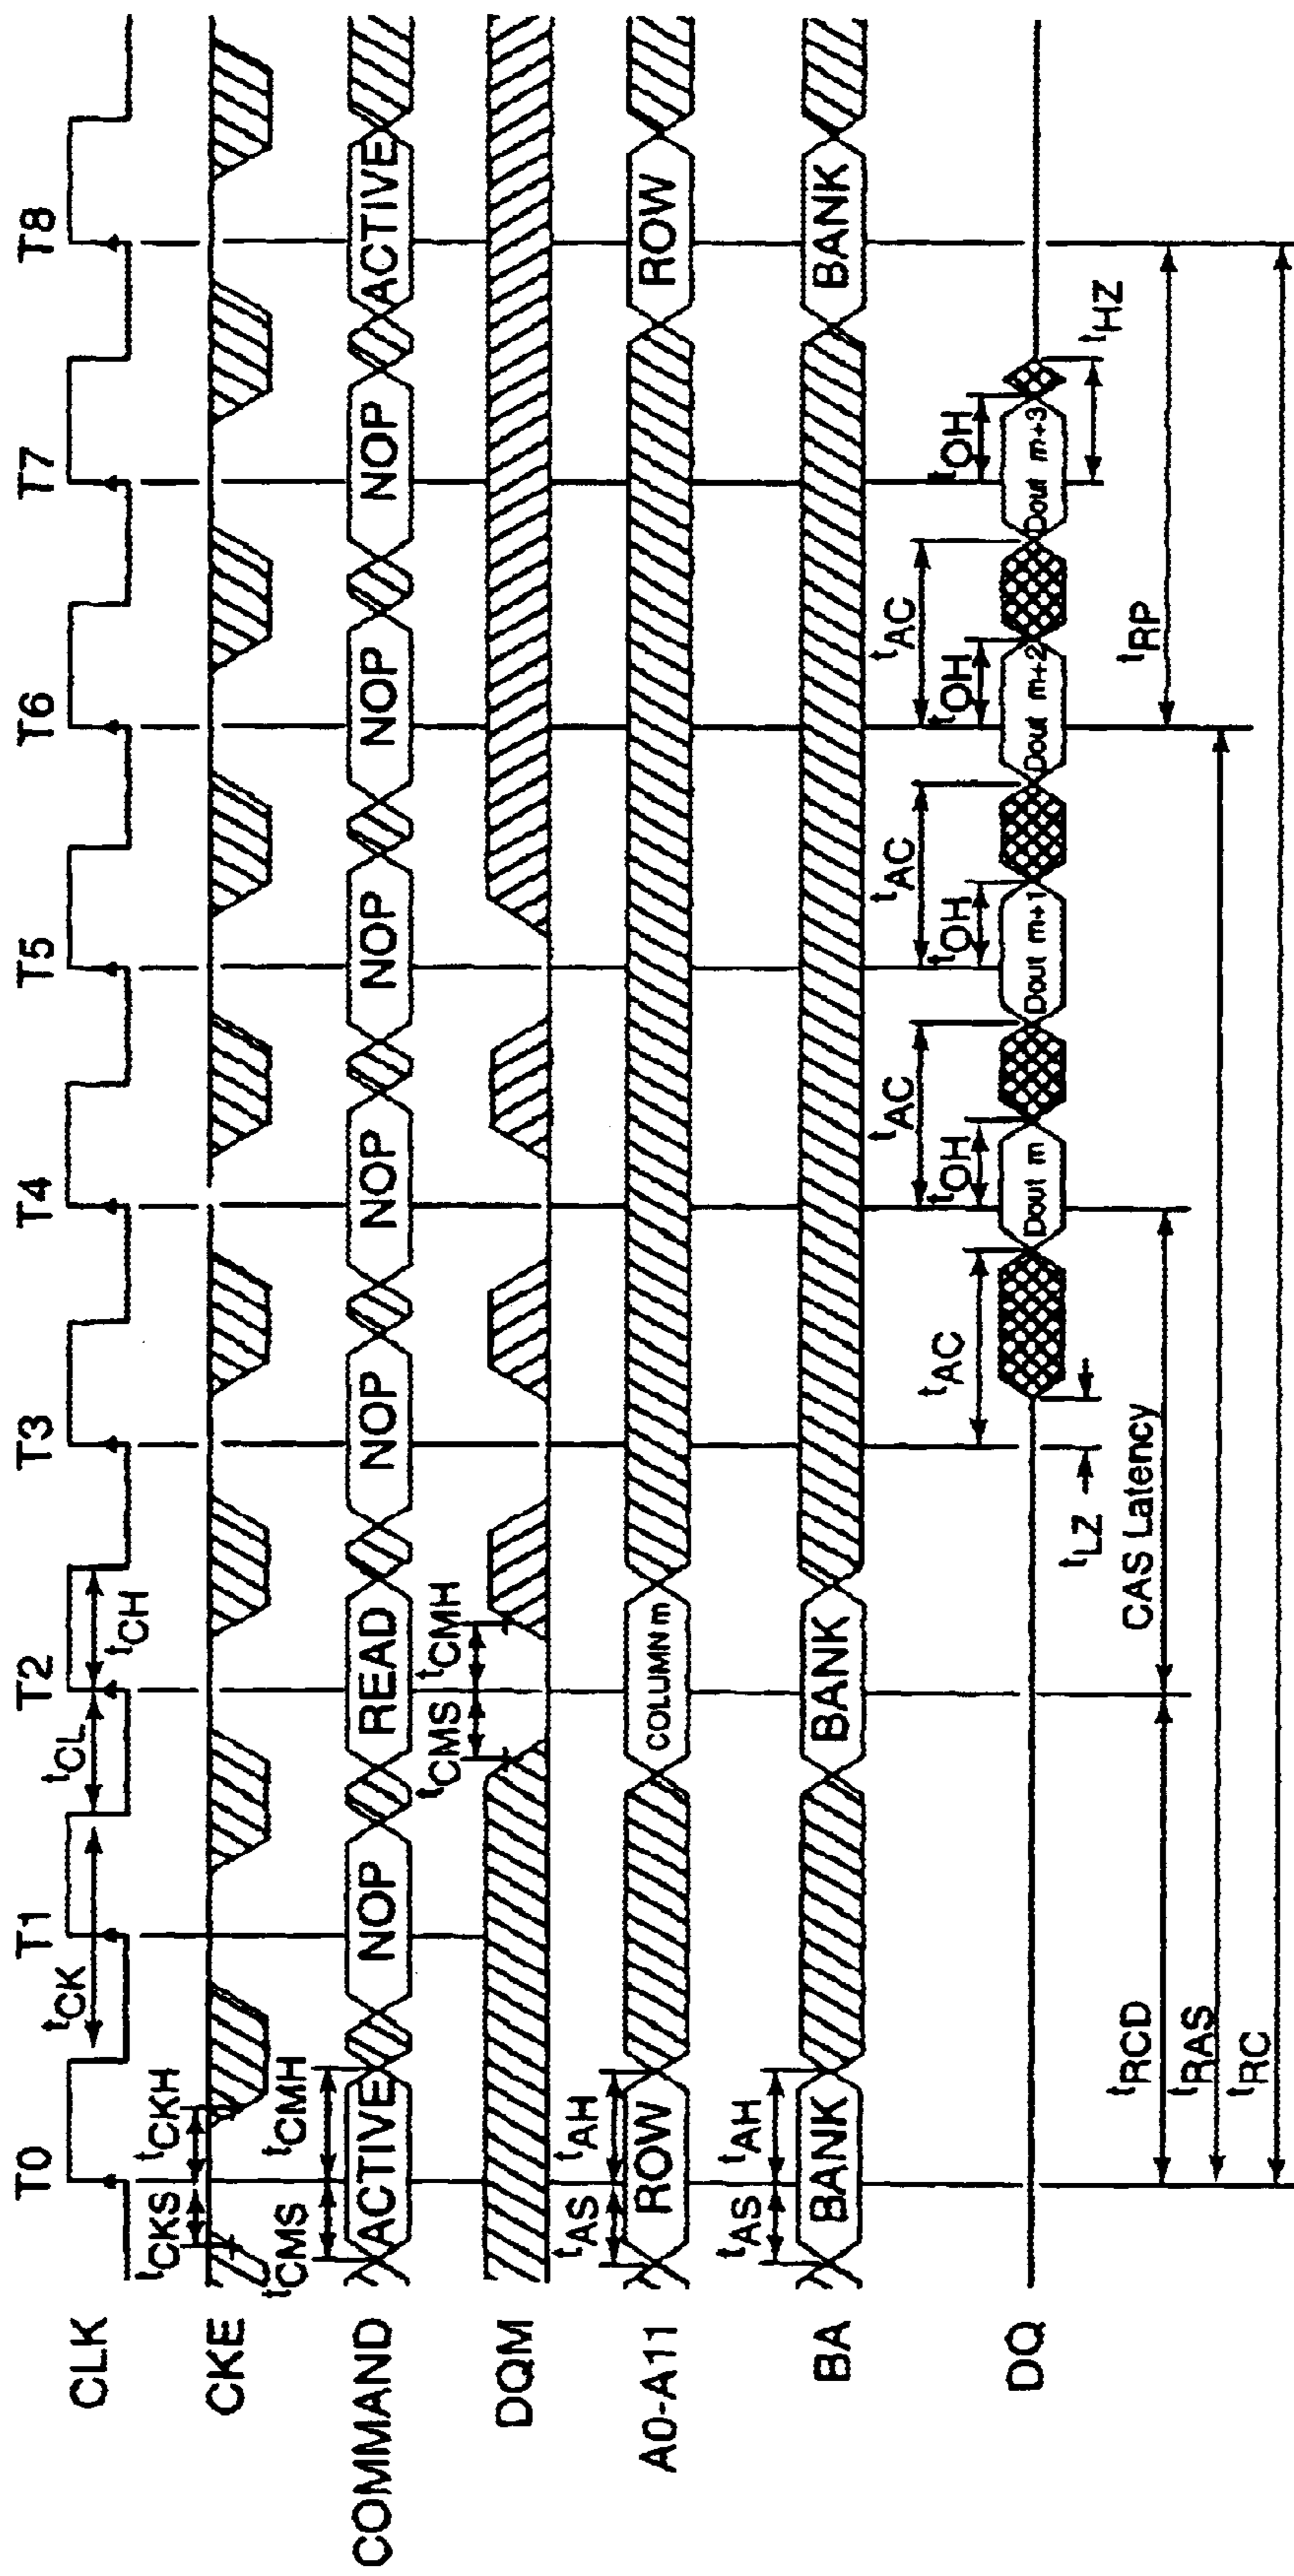 T0 T1 T2 T3 T4 T5 T6 T7 T8
CLK tCK tCL tCH
tCKS tCKH
CKE
tCMS tCMH
COMMAND ACTIVE NOP READ NOP NOP NOP NOP NOP ACTIVE
tCMS tCMH
DQM
tAS tAH
A0-A11 ROW COLUMN m ROW
tAS tAH
BA BANK BANK BANK
tAC tAC tAC
tAC tOH tOH tOH tOH
DQ Dout m Dout m+1 Dout m+2 Dout m+3
tLZ tHZ
tRCD CAS Latency tRP
tRAS
tRC